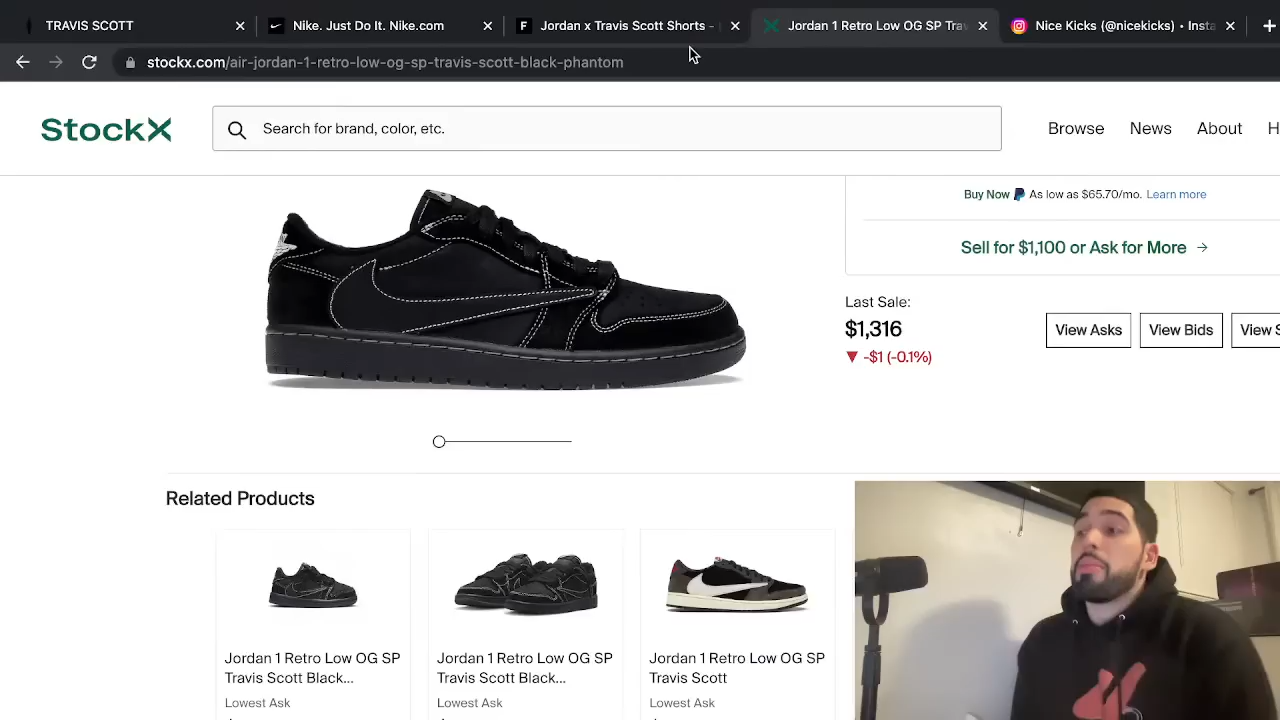 TRAVIS SCOTT
Nike. Just Do It. Nike.com
F Jordan x Travis Scott Shorts -
Jordan 1 Retro Low OG SP Trav
Nice Kicks (@nicekicks) • Insta
stockx.com/air-jordan-1-retro-low-og-sp-travis-scott-black-phantom
StockX
Search for brand, color, etc.
Browse
News
About
H
Buy Now
As low as $65.70/mo. Learn more
Sell for $1,100 or Ask for More →
Last Sale:
$1,316
▼ -$1 (-0.1%)
View Asks
View Bids
View S
Related Products
Jordan 1 Retro Low OG SP
Travis Scott Black...
Lowest Ask
Jordan 1 Retro Low OG SP
Travis Scott Black...
Lowest Ask
Jordan 1 Retro Low OG SP
Travis Scott
Lowest Ask